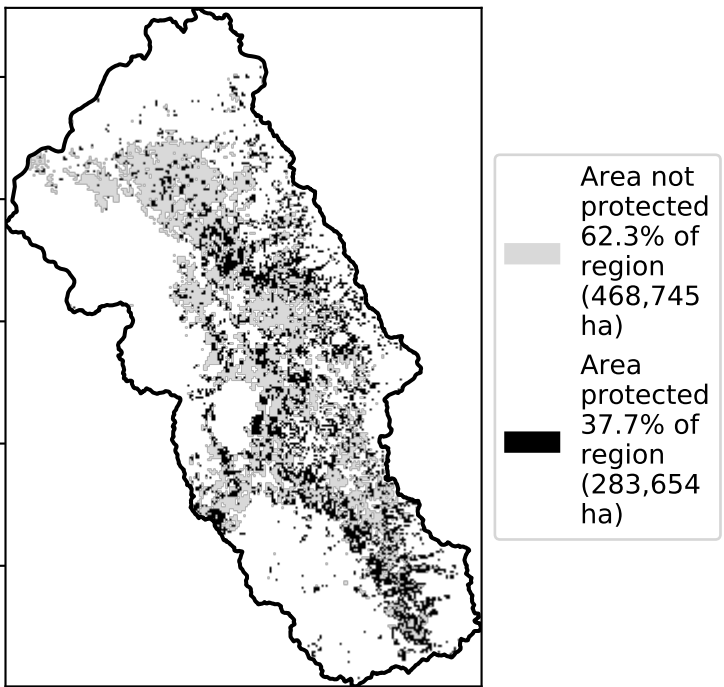 Area not
protected
62.3% of
region
(468,745
ha)
Area
protected
37.7% of
region
(283,654
ha)